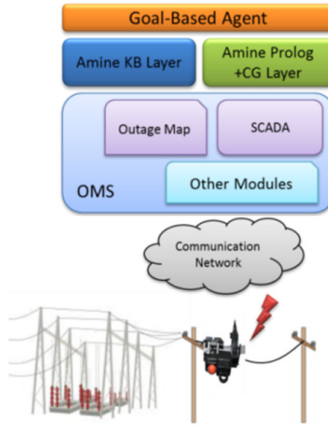 Goal-Based Agent
Amine KB Layer
Amine Prolog
+CG Layer
Outage Map
SCADA
Other Modules
OMS
Communication
Network